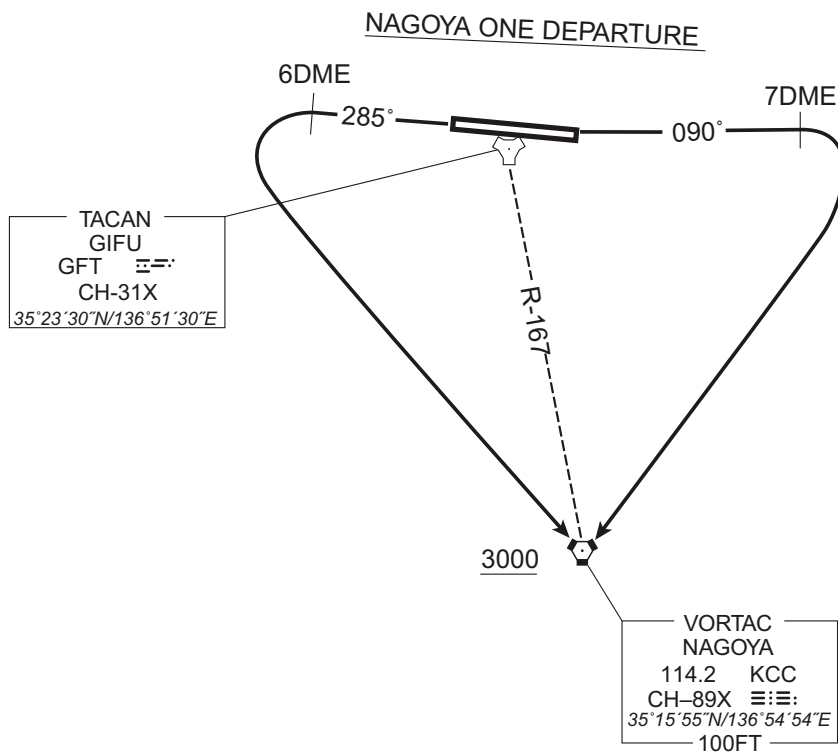 NAGOYA ONE DEPARTURE
6DME
7DME
285°
090°
TACAN
GIFU
GFT
CH-31X
35°23´30˝N/136°51´30˝E
R-167
3000
VORTAC
NAGOYA
114.2 KCC
CH–89X
35°15´55˝N/136°54´54˝E
100FT